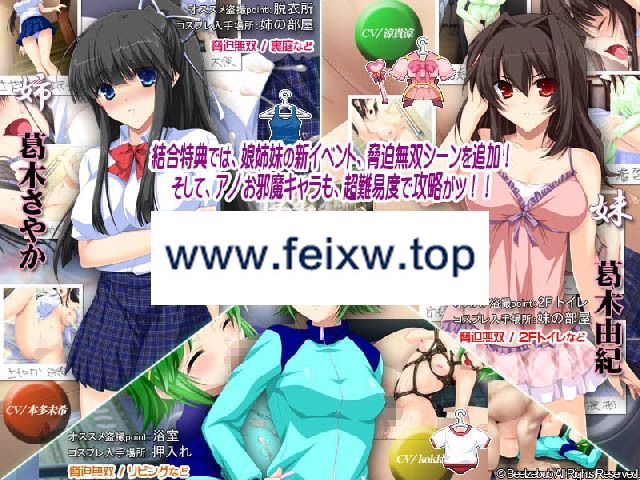 オススメ盗撮point:脱衣所
コスプレ入手場所:姉の部屋
脅迫無双/裏庭など
CV/涼貴涼
姉
葛木さやか
結合特典では、娘姉妹の新イベント、脅迫無双シーンを追加!
そして、アノお邪魔キャラも、超難易度で攻略がッ!!
www.feixw.top
妹
葛木由紀
オススメ盗撮point:2Fトイレ
コスプレ入手場所:妹の部屋
脅迫無双/2Fトイレなど
CV/本多未季
オススメ盗撮point:浴室
コスプレ入手場所:押入れ
脅迫無双/リビングなど
© Beelzebub All Rights Reserved